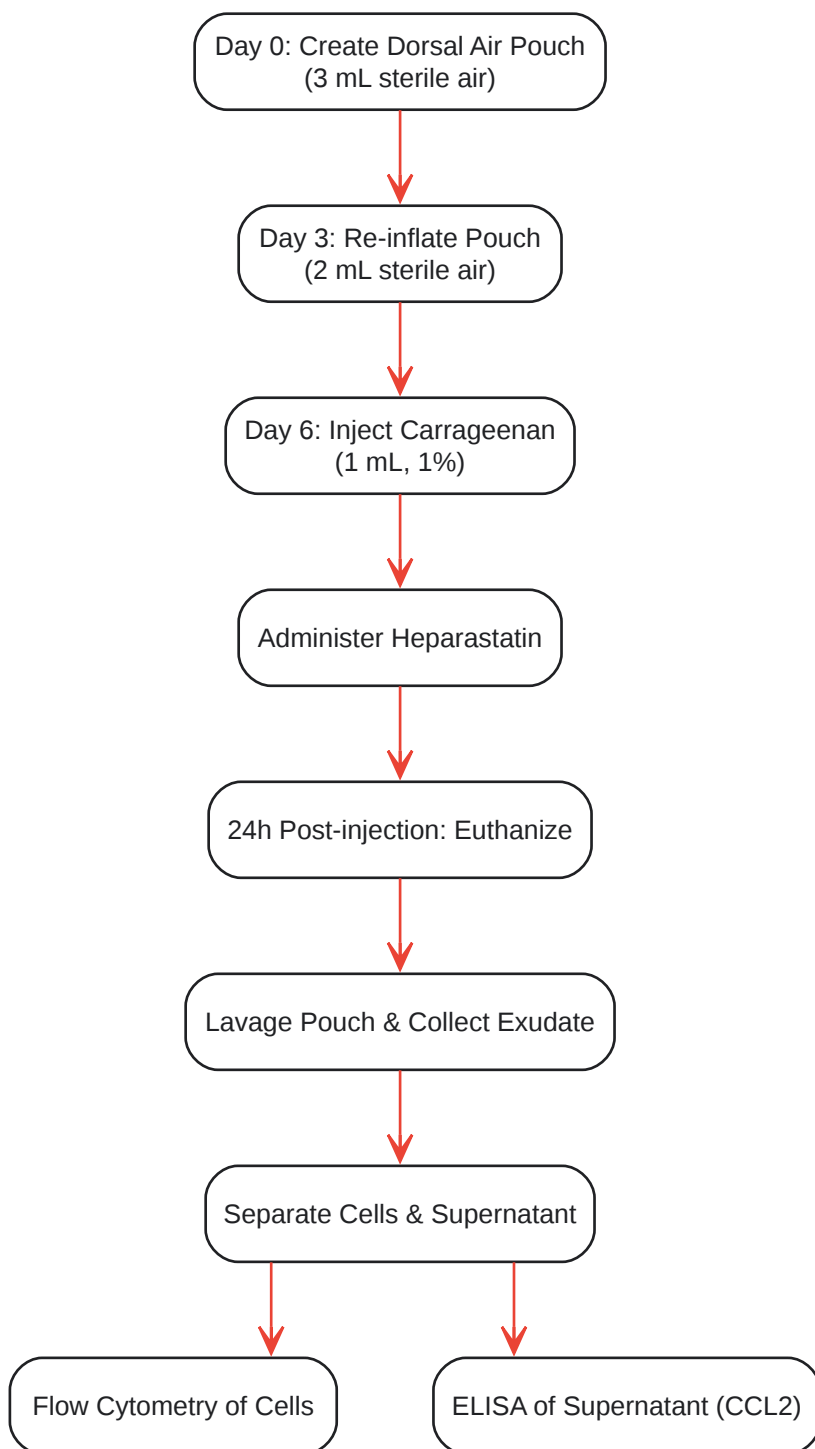 Day 0: Create Dorsal Air Pouch
(3 mL sterile air)
Day 3: Re-inflate Pouch
(2 mL sterile air)
Day 6: Inject Carrageenan
(1 mL, 1%)
Administer Heparastatin
24h Post-injection: Euthanize
Lavage Pouch & Collect Exudate
Separate Cells & Supernatant
Flow Cytometry of Cells
ELISA of Supernatant (CCL2)